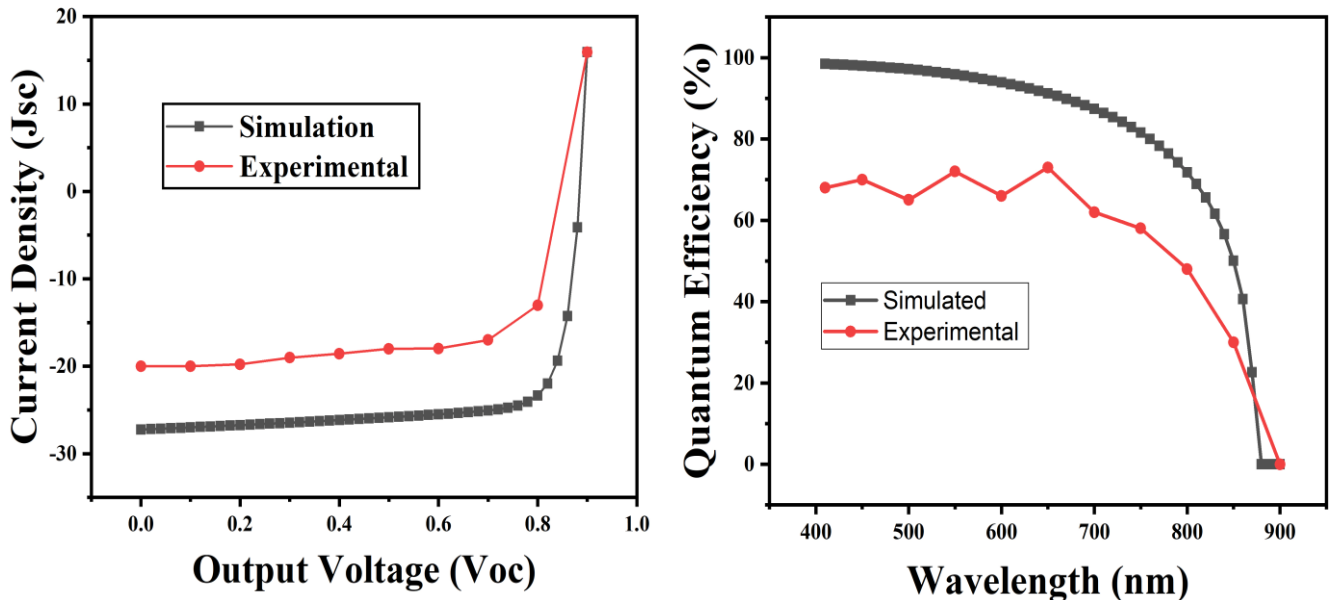 Current Density (Jsc)
20
10
0
-10
-20
-30
Simulation
Experimental
0.0 0.2 0.4 0.6 0.8 1.0
Output Voltage (Voc)
Quantum Efficiency (%)
100
80
60
40
20
0
Simulated
Experimental
400 500 600 700 800 900
Wavelength (nm)